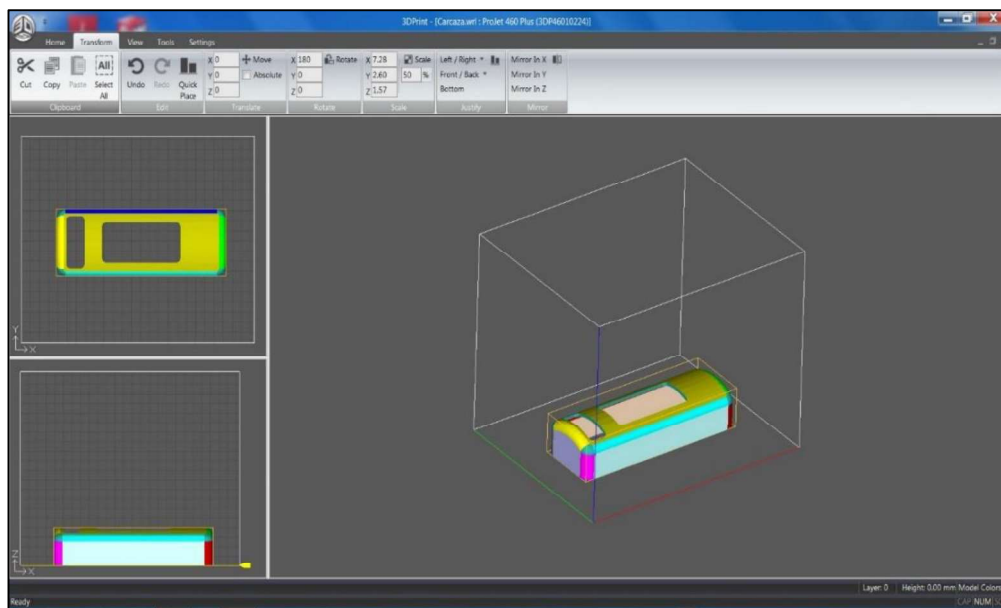 3DPrint - [Carcaza.wrl : ProJet 460 Plus (3DP46010224)]
Home Transform View Tools Settings
Cut Copy Paste Select All Undo Redo Quick Place
X 0 Move X 180 Rotate X 7.28 Scale Left / Right Mirror In X
Y 0 Absolute Y 0 Y 2.60 50 % Front / Back Mirror In Y
Z 0 Z 0 Z 1.57 Bottom Mirror In Z
Clipboard Edit Translate Rotate Scale Justify Mirror
Y
X
Z
X
Layer: 0 Height: 0.00 mm Model Colors
Ready CAP NUM